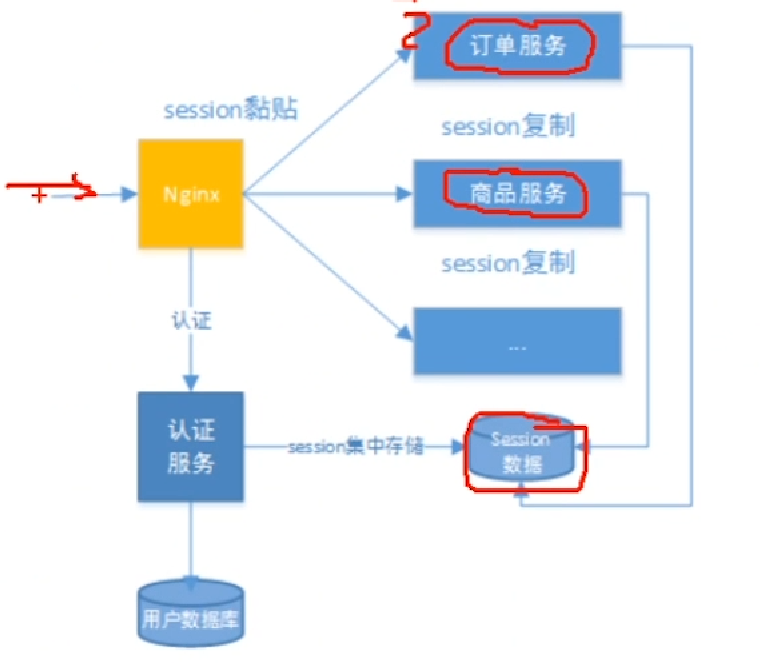 订单服务
session黏贴
session复制
Nginx
商品服务
session复制
认证
...
认证
服务
session集中存储
Session
数据
用户数据库